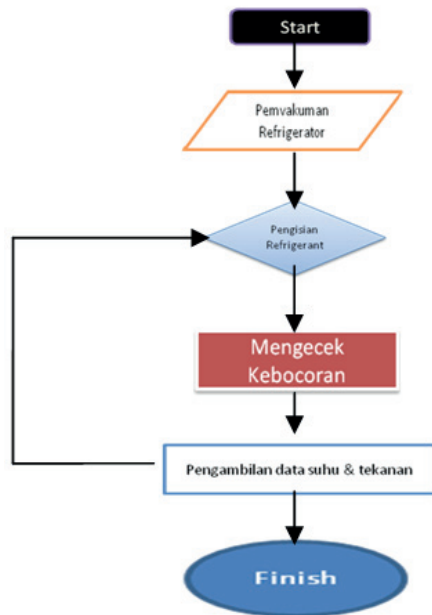 Start
Pemvakuman
Refrigerator
Pengisian
Refrigerant
Mengecek
Kebocoran
Pengambilan data suhu & tekanan
Finish